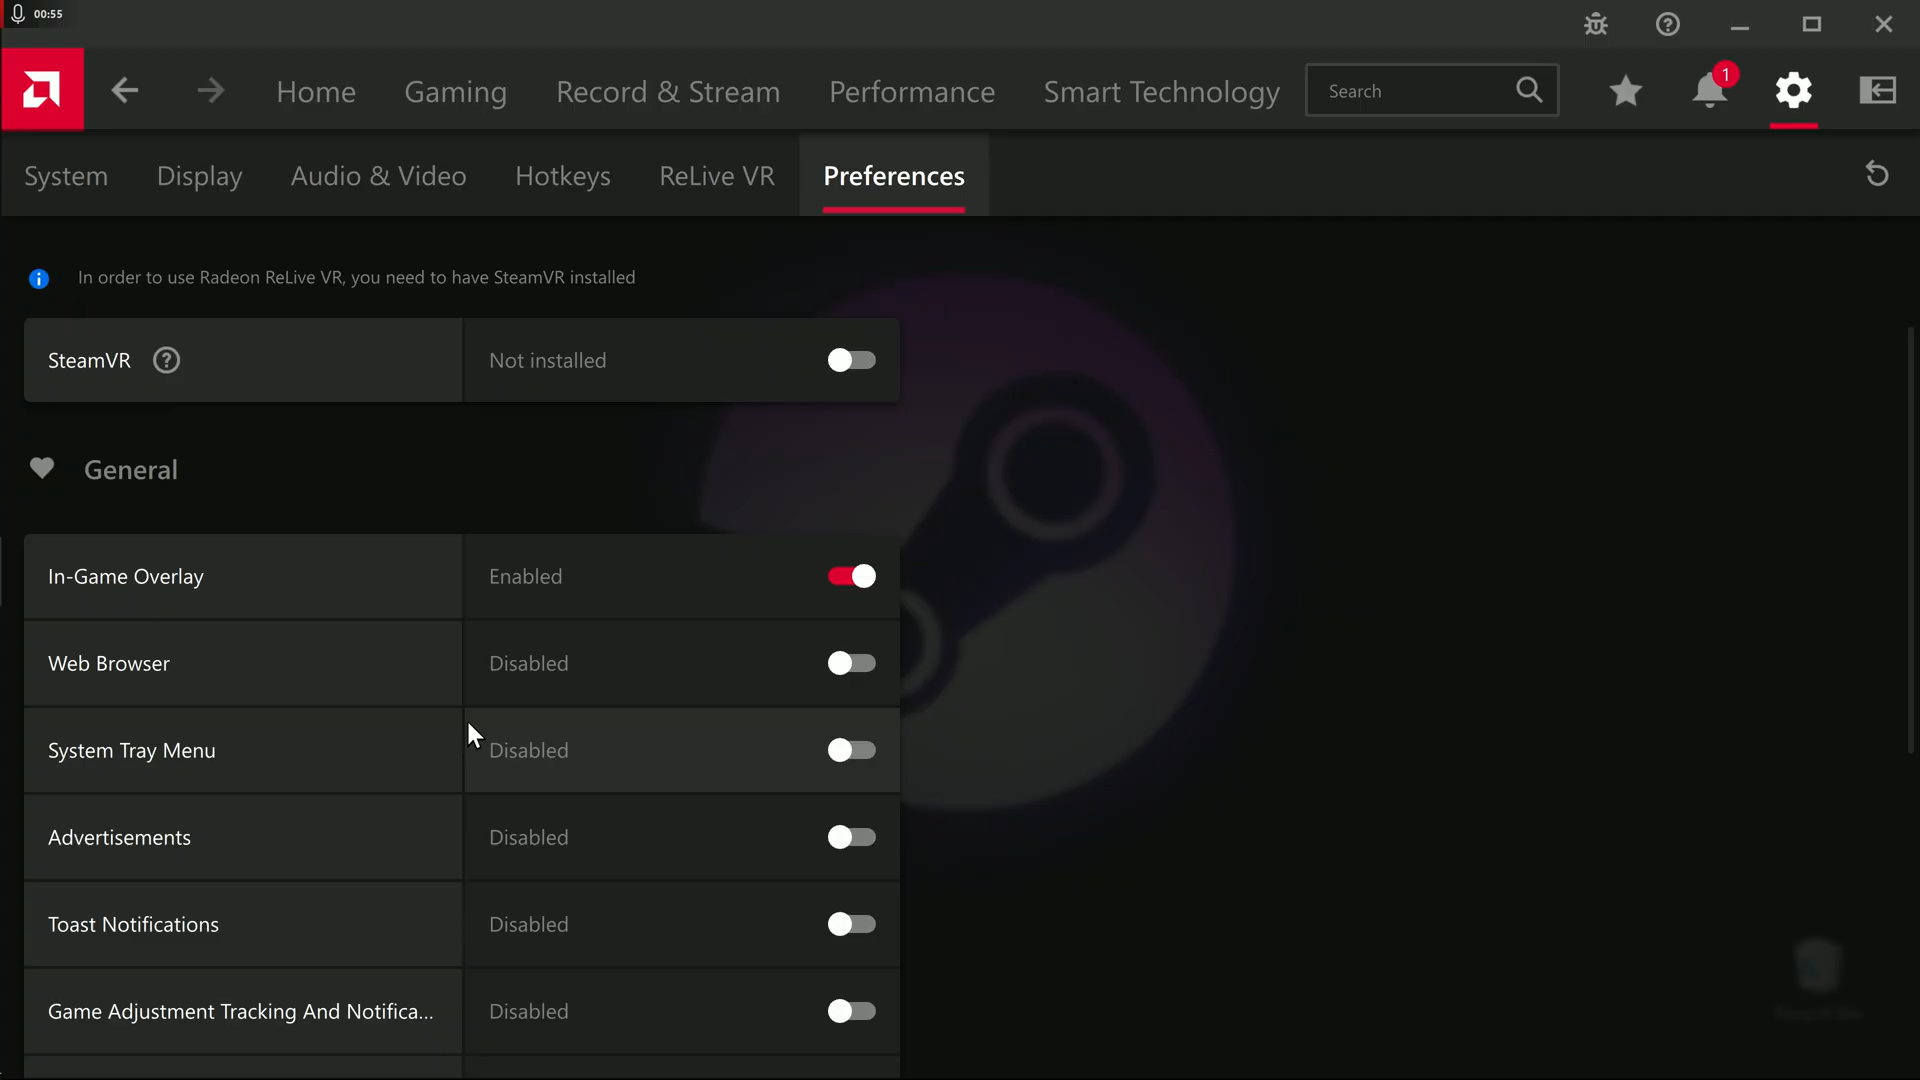 00:55
Home Gaming Record & Stream Performance Smart Technology Search 1
System Display Audio & Video Hotkeys ReLive VR Preferences
In order to use Radeon ReLive VR, you need to have SteamVR installed
SteamVR Not installed
General
In-Game Overlay Enabled
Web Browser Disabled
System Tray Menu Disabled
Advertisements Disabled
Toast Notifications Disabled
Game Adjustment Tracking And Notifica... Disabled